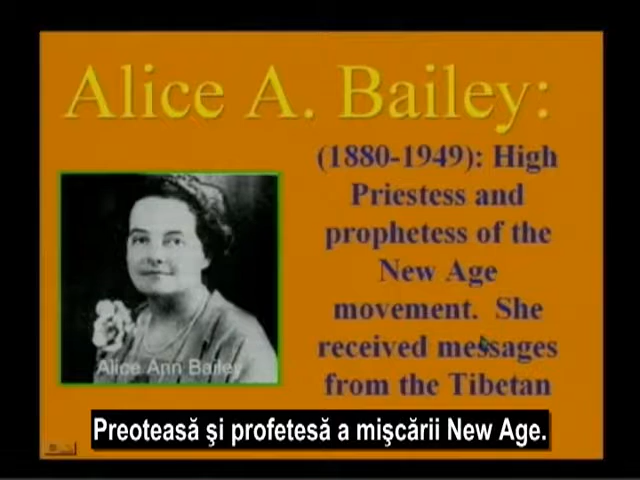 Alice A. Bailey:
(1880-1949): High
Priestess and
prophetess of the
New Age
movement. She
received messages
from the Tibetan
Alice Ann Bailey
Preoteasă şi profetesă a mişcării New Age.